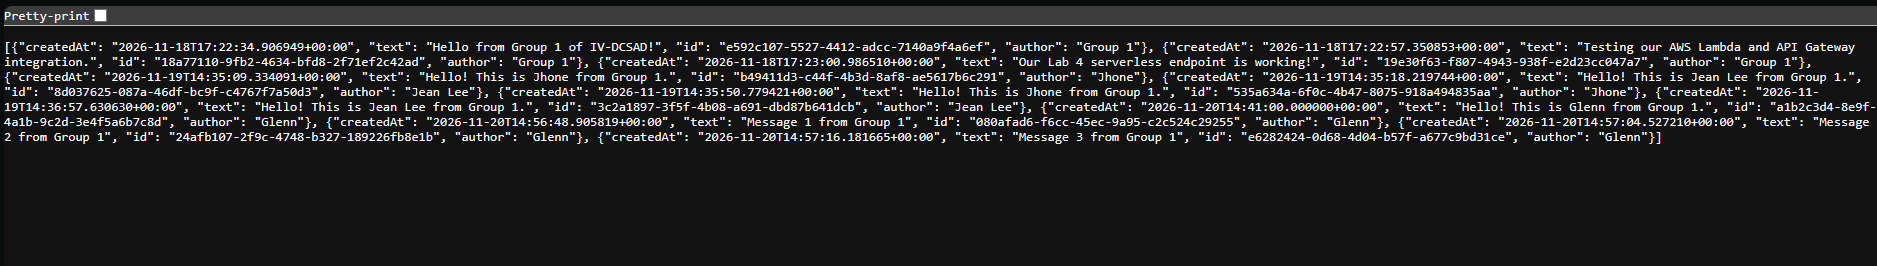 Pretty-print
[{"createdAt": "2026-11-18T17:22:34.906949+00:00", "text": "Hello from Group 1 of IV-DCSAD!", "id": "e592c107-5527-4412-adcc-7140a9f4a6ef", "author": "Group 1"}, {"createdAt": "2026-11-18T17:22:57.350853+00:00", "text": "Testing our AWS Lambda and API Gateway
integration.", "id": "18a77110-9fb2-4634-bfd8-2f71ef2c42ad", "author": "Group 1"}, {"createdAt": "2026-11-18T17:23:00.986510+00:00", "text": "Our Lab 4 serverless endpoint is working!", "id": "19e30f63-f807-4943-938f-e2d23cc047a7", "author": "Group 1"},
{"createdAt": "2026-11-19T14:35:09.334091+00:00", "text": "Hello! This is Jhone from Group 1.", "id": "b49411d3-c44f-4b3d-8af8-ae5617b6c291", "author": "Jhone"}, {"createdAt": "2026-11-19T14:35:18.219744+00:00", "text": "Hello! This is Jean Lee from Group 1.",
"id": "8d037625-087a-46df-bc9f-c4767f7a50d3", "author": "Jean Lee"}, {"createdAt": "2026-11-19T14:35:50.779421+00:00", "text": "Hello! This is Jhone from Group 1.", "id": "535a634a-6f0c-4b47-8075-918a494835aa", "author": "Jhone"}, {"createdAt": "2026-11-
19T14:36:57.630630+00:00", "text": "Hello! This is Jean Lee from Group 1.", "id": "3c2a1897-3f5f-4b08-a691-dbd87b641dcb", "author": "Jean Lee"}, {"createdAt": "2026-11-20T14:41:00.000000+00:00", "text": "Hello! This is Glenn from Group 1.", "id": "a1b2c3d4-8e9f-
4a1b-9c2d-3e4f5a6b7c8d", "author": "Glenn"}, {"createdAt": "2026-11-20T14:56:48.905819+00:00", "text": "Message 1 from Group 1", "id": "080afad6-f6cc-45ec-9a95-c2c524c29255", "author": "Glenn"}, {"createdAt": "2026-11-20T14:57:04.527210+00:00", "text": "Message
2 from Group 1", "id": "24afb107-2f9c-4748-b327-189226fb8e1b", "author": "Glenn"}, {"createdAt": "2026-11-20T14:57:16.181665+00:00", "text": "Message 3 from Group 1", "id": "e6282424-0d68-4d04-b57f-a677c9bd31ce", "author": "Glenn"}]